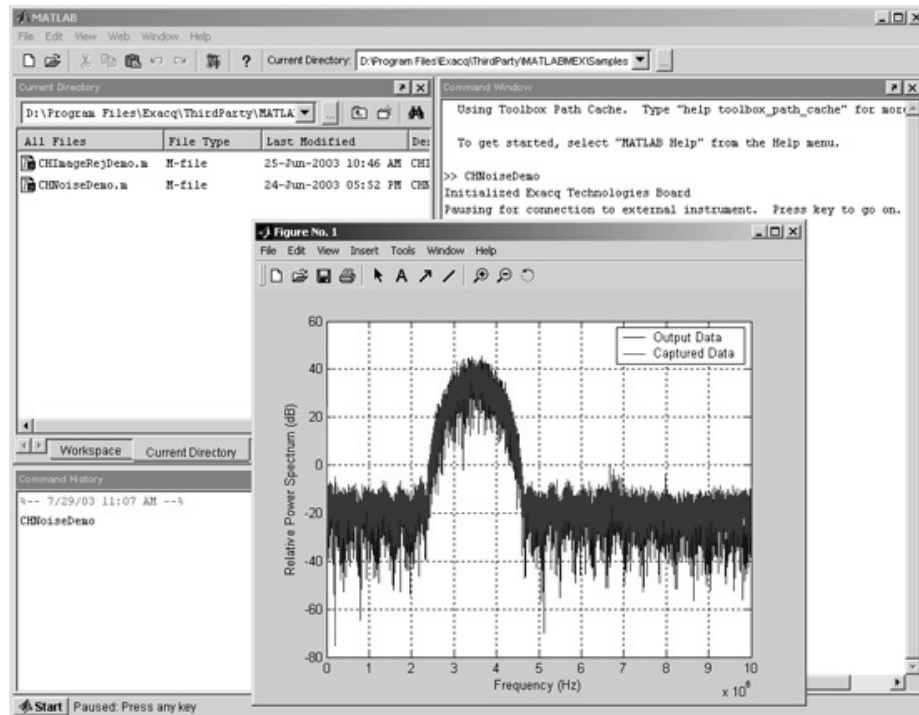 MATLAB
File Edit View Web Window Help
? Current Directory: D:\Program Files\Exacq\ThirdParty\MATLABMEX\Samples ...
Current Directory
D:\Program Files\Exacq\ThirdParty\MATLA ...
All Files File Type Last Modified De:
CHImageRejDemo.m M-file 25-Jun-2003 10:46 AM CHI
CHNoiseDemo.m M-file 24-Jun-2003 05:52 PM CHN
Workspace Current Directory
Command History
%-- 7/29/03 11:07 AM --%
CHNoiseDemo
Command Window
Using Toolbox Path Cache. Type "help toolbox_path_cache" for more
To get started, select "MATLAB Help" from the Help menu.
>> CHNoiseDemo
Initialized Exacq Technologies Board
Pausing for connection to external instrument. Press key to go on.
Figure No. 1
File Edit View Insert Tools Window Help
A
Output Data
Captured Data
Relative Power Spectrum (dB)
60
40
20
0
-20
-40
-60
-80
0 1 2 3 4 5 6 7 8 9 10
Frequency (Hz)
x 10^6
Start Paused: Press any key